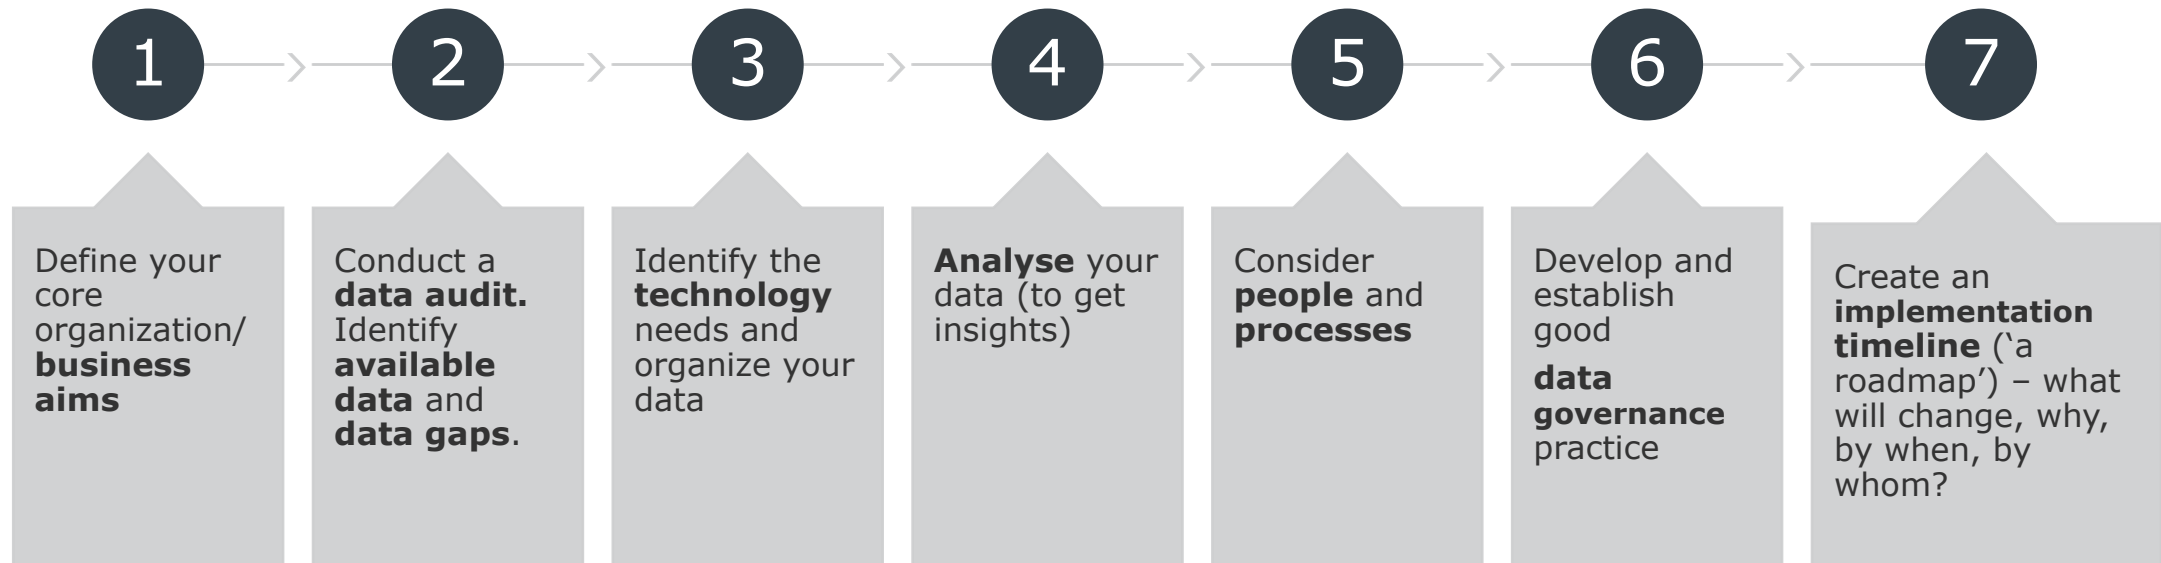 1
2
3
4
5
6
7
Define your
core
organization/
business
aims
Conduct a
data audit.
Identify
available
data and
data gaps.
Identify the
technology
needs and
organize your
data
Analyse your
data (to get
insights)
Consider
people and
processes
Develop and
establish
good
data
governance
practice
Create an
implementation
timeline (‘a
roadmap’) – what
will change, why,
by when, by
whom?